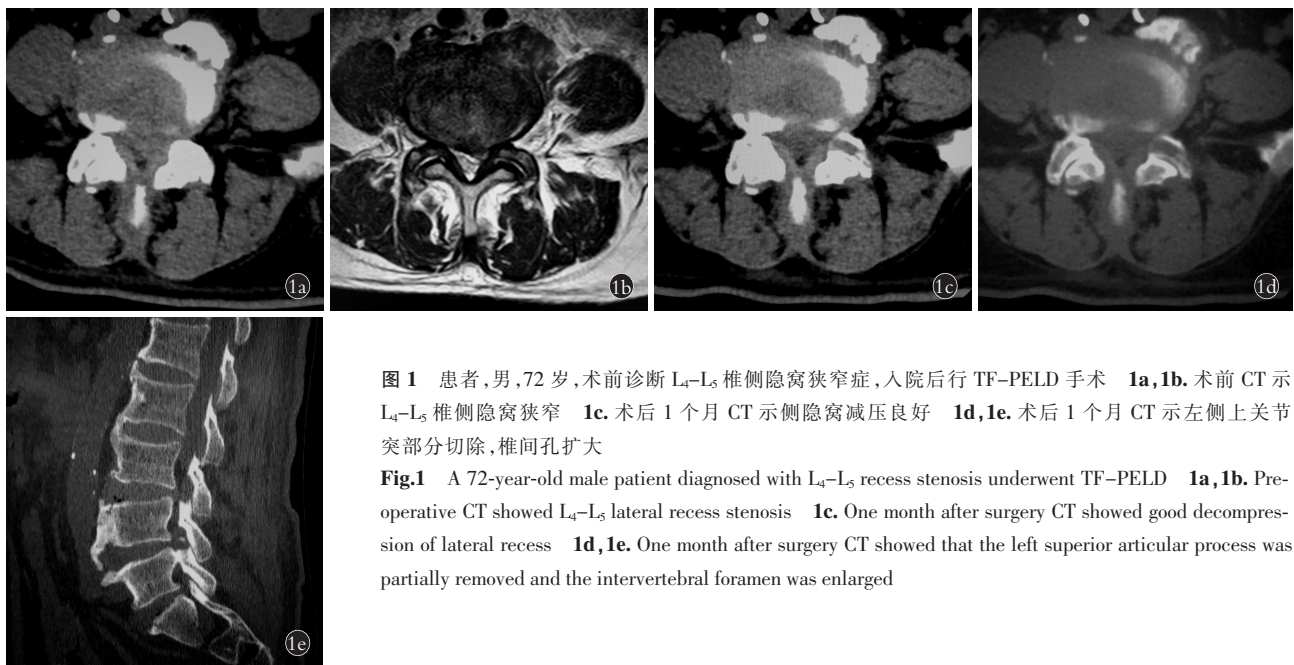 1a
1b
1c
1d
1e
图 1 患者,男,72 岁,术前诊断 L4-L5 椎侧隐窝狭窄症,入院后行 TF-PELD 手术 1a,1b. 术前 CT 示
L4-L5 椎侧隐窝狭窄 1c. 术后 1 个月 CT 示侧隐窝减压良好 1d,1e. 术后 1 个月 CT 示左侧上关节
突部分切除,椎间孔扩大
Fig.1 A 72-year-old male patient diagnosed with L4-L5 recess stenosis underwent TF-PELD 1a,1b. Pre-
operative CT showed L4-L5 lateral recess stenosis 1c. One month after surgery CT showed good decompres-
sion of lateral recess 1d,1e. One month after surgery CT showed that the left superior articular process was
partially removed and the intervertebral foramen was enlarged